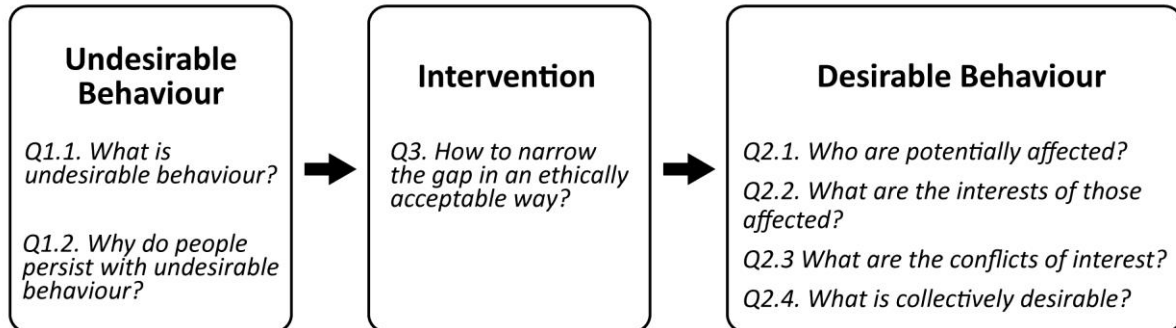 Undesirable
Behaviour
Q1.1. What is
undesirable behaviour?
Q1.2. Why do people
persist with undesirable
behaviour?
Intervention
Q3. How to narrow
the gap in an ethically
acceptable way?
Desirable Behaviour
Q2.1. Who are potentially affected?
Q2.2. What are the interests of those
affected?
Q2.3 What are the conflicts of interest?
Q2.4. What is collectively desirable?